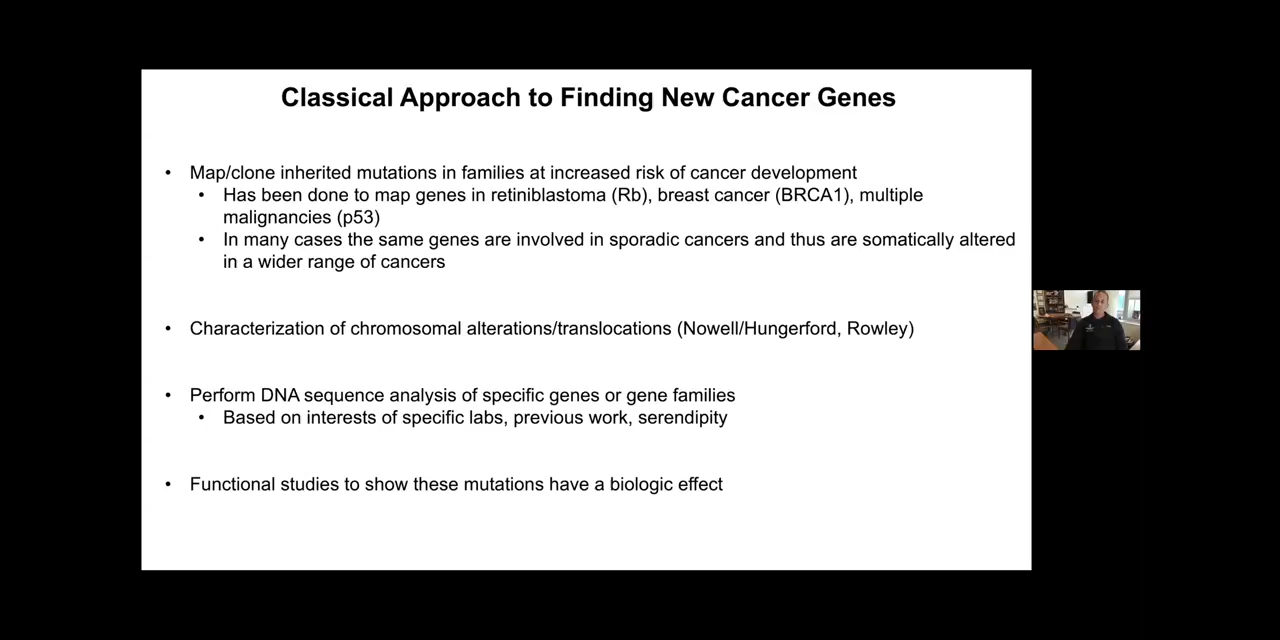 Classical Approach to Finding New Cancer Genes
• Map/clone inherited mutations in families at increased risk of cancer development
• Has been done to map genes in retiniblastoma (Rb), breast cancer (BRCA1), multiple
malignancies (p53)
• In many cases the same genes are involved in sporadic cancers and thus are somatically altered
in a wider range of cancers
• Characterization of chromosomal alterations/translocations (Nowell/Hungerford, Rowley)
• Perform DNA sequence analysis of specific genes or gene families
• Based on interests of specific labs, previous work, serendipity
• Functional studies to show these mutations have a biologic effect